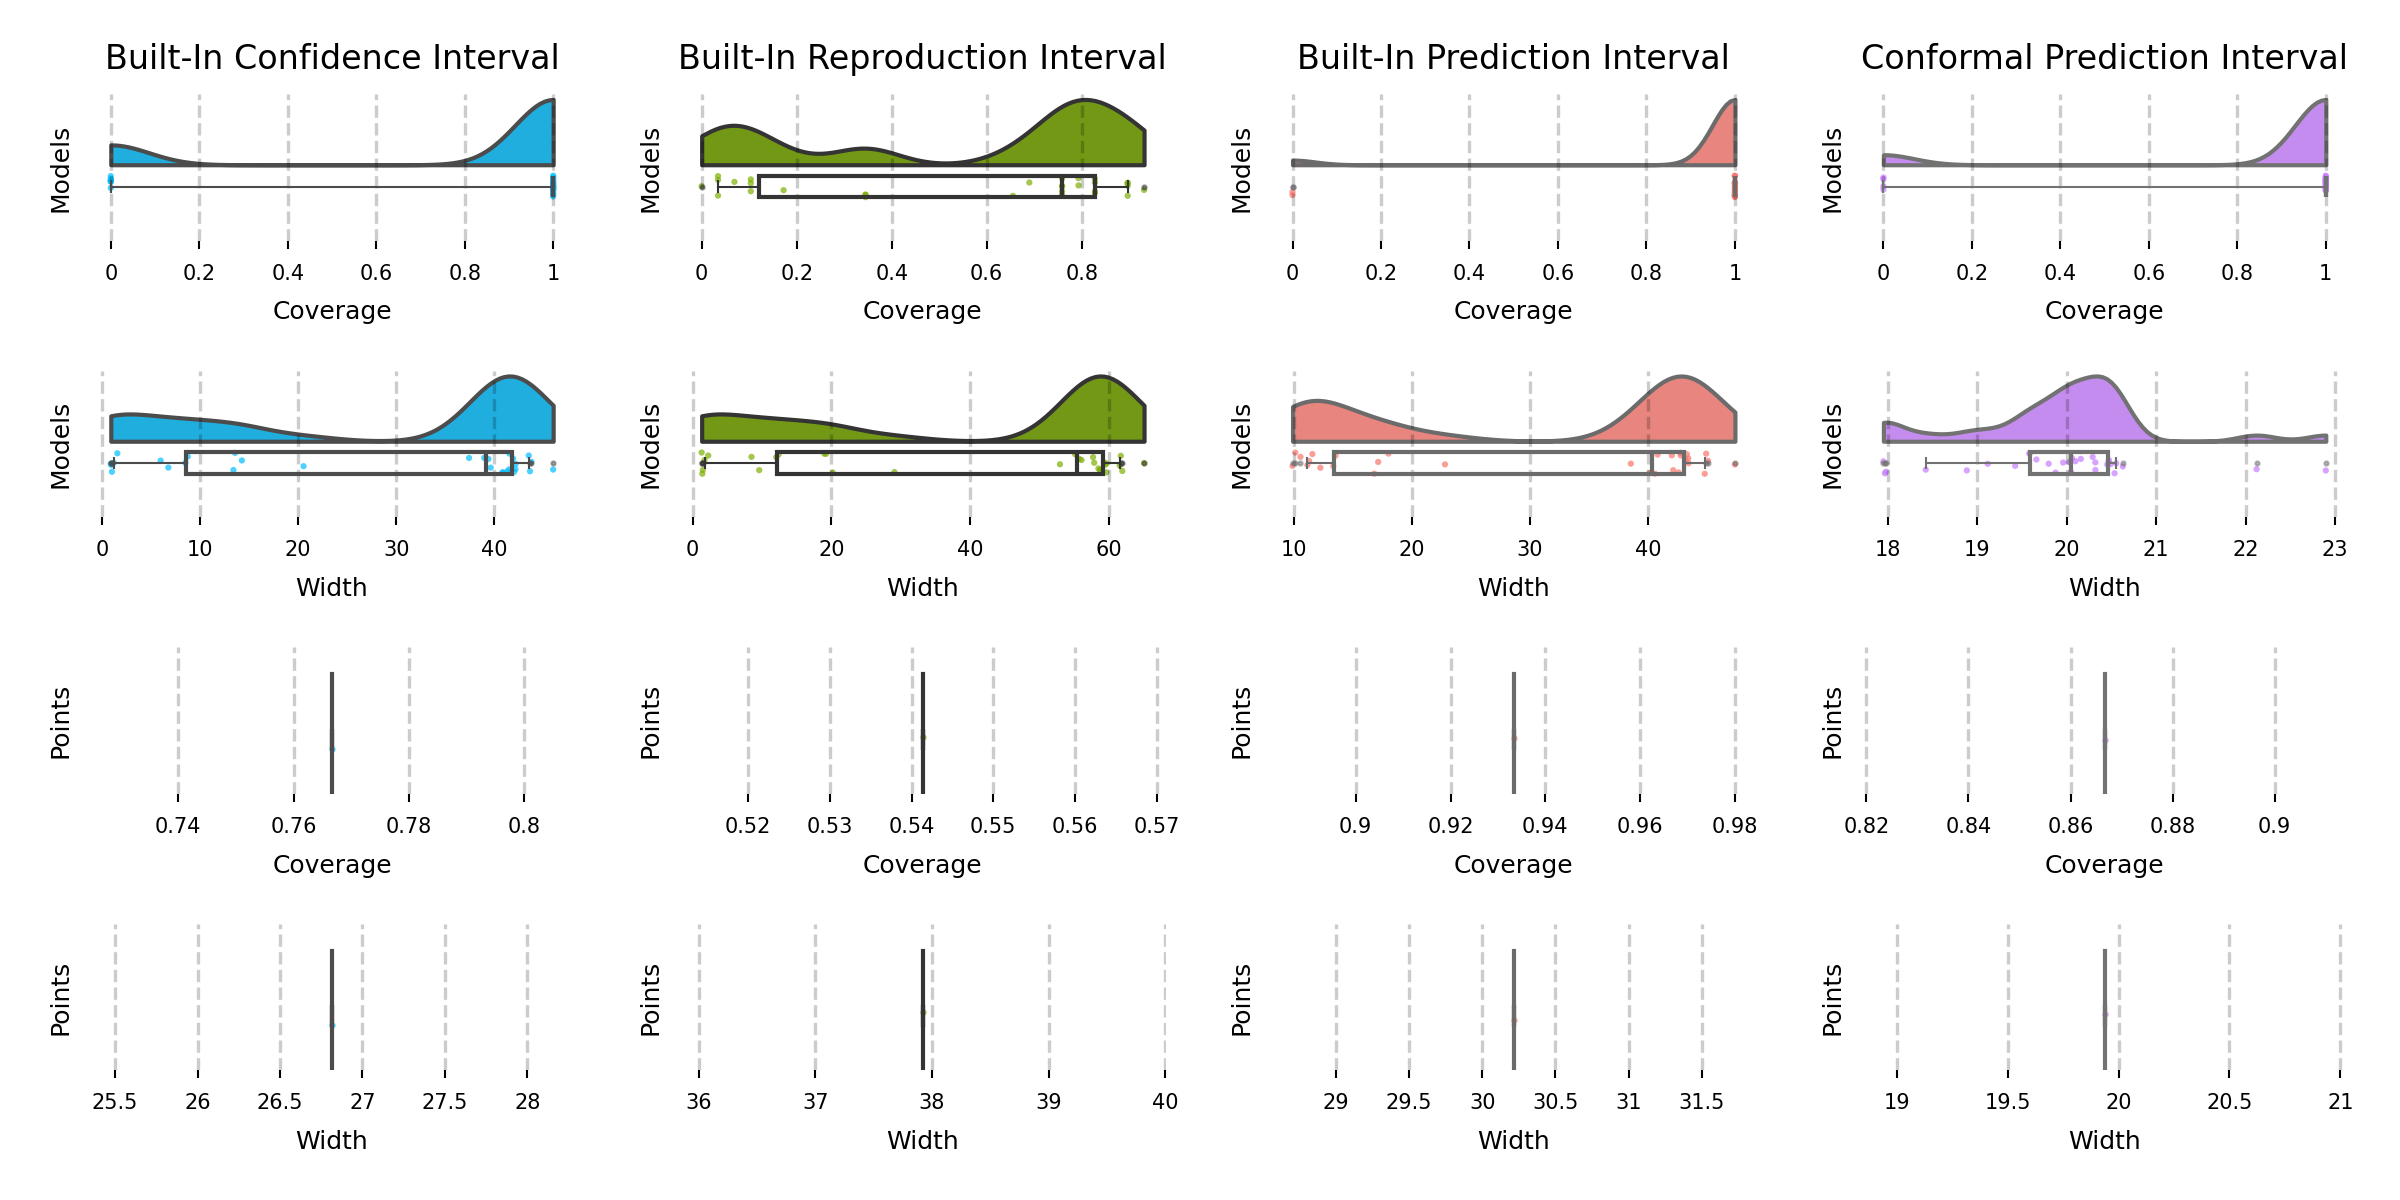 Built-In Confidence Interval Built-In Reproduction Interval Built-In Prediction Interval Conformal Prediction Interval
Models Models Models Models
0 0.2 0.4 0.6 0.8 1 0 0.2 0.4 0.6 0.8 0 0.2 0.4 0.6 0.8 1 0 0.2 0.4 0.6 0.8 1
Coverage Coverage Coverage Coverage
Models Models Models Models
0 10 20 30 40 0 20 40 60 10 20 30 40 18 19 20 21 22 23
Width Width Width Width
Points Points Points Points
0.74 0.76 0.78 0.8 0.52 0.53 0.54 0.55 0.56 0.57 0.9 0.92 0.94 0.96 0.98 0.82 0.84 0.86 0.88 0.9
Coverage Coverage Coverage Coverage
Points Points Points Points
25.5 26 26.5 27 27.5 28 36 37 38 39 40 29 29.5 30 30.5 31 31.5 19 19.5 20 20.5 21
Width Width Width Width